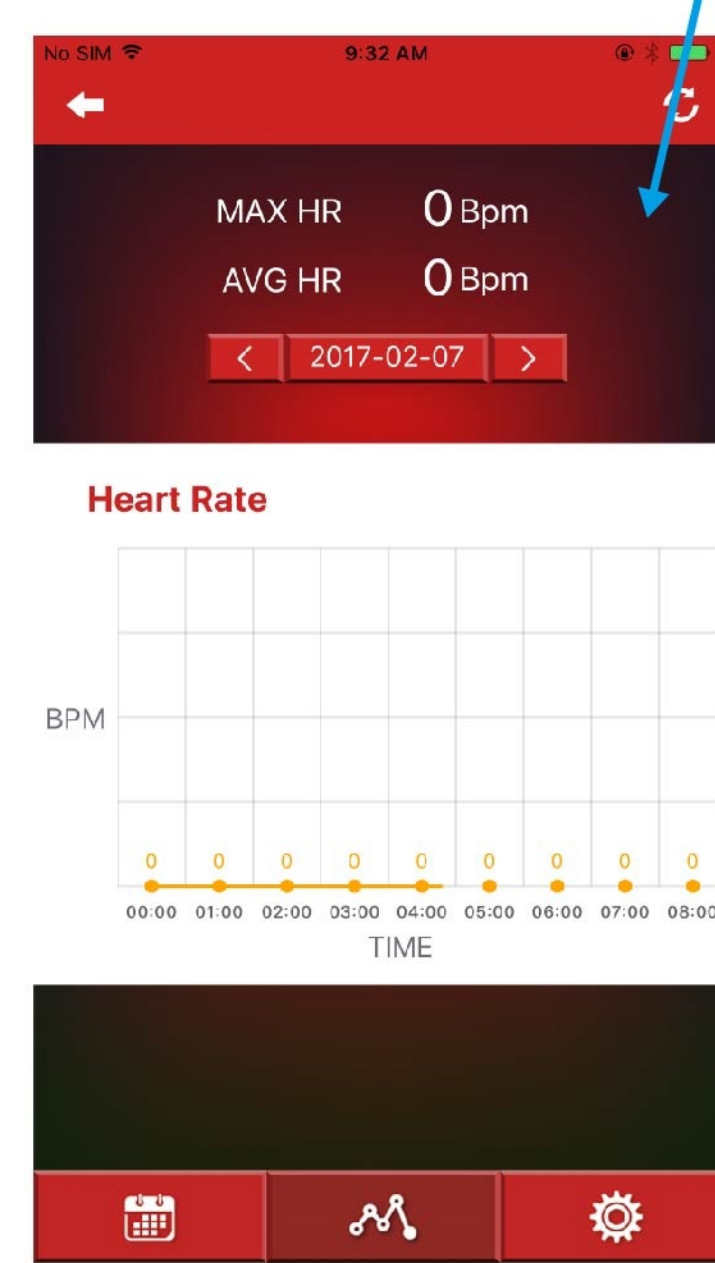 No SIM 9:32 AM
MAX HR 0 Bpm
AVG HR 0 Bpm
< 2017-02-07 >
Heart Rate
BPM
0 0 0 0 0 0 0 0 0
00:00 01:00 02:00 03:00 04:00 05:00 06:00 07:00 08:00
TIME